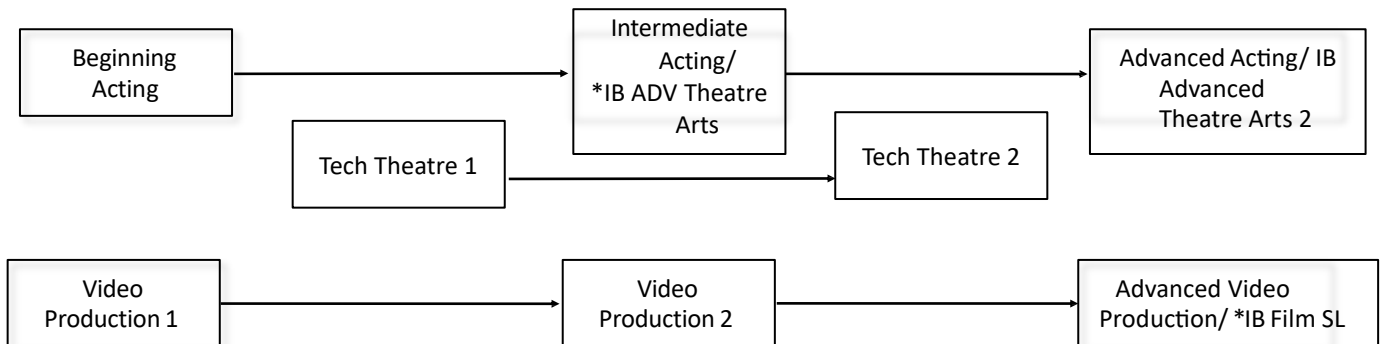 Beginning
Acting
Intermediate
Acting/
*IB ADV Theatre
Arts
Advanced Acting/ IB
Advanced
Theatre Arts 2
Tech Theatre 1
Tech Theatre 2
Video
Production 1
Video
Production 2
Advanced Video
Production/ *IB Film SL